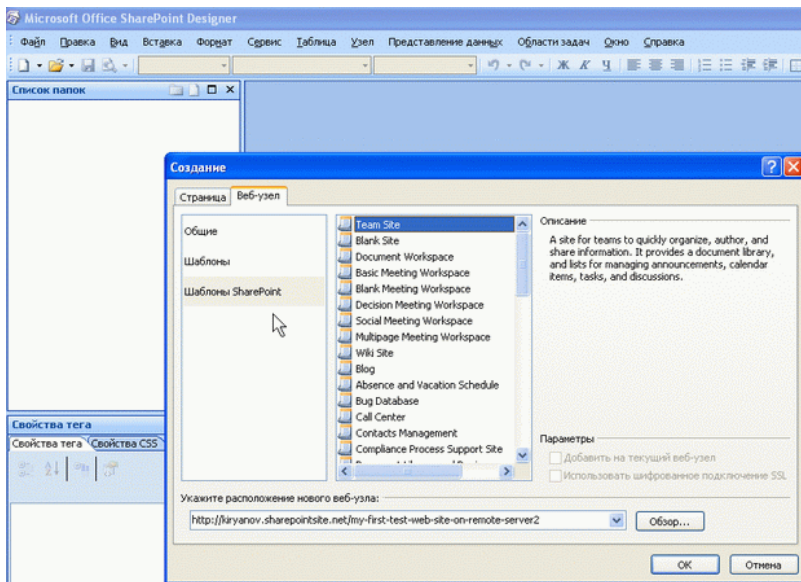 Microsoft Office SharePoint Designer
Файл Правка Вид Вставка Формат Сервис Таблица Узел Представление данных Области задач Окно Справка
Ж К Ч
Список папок
Создание
Страница Веб-узел
Общие
Шаблоны
Шаблоны SharePoint
Team Site
Blank Site
Document Workspace
Basic Meeting Workspace
Blank Meeting Workspace
Decision Meeting Workspace
Social Meeting Workspace
Multipage Meeting Workspace
Wiki Site
Blog
Absence and Vacation Schedule
Bug Database
Call Center
Contacts Management
Compliance Process Support Site
Описание
A site for teams to quickly organize, author, and
share information. It provides a document library,
and lists for managing announcements, calendar
items, tasks, and discussions.
Параметры
Добавить на текущий веб-узел
Использовать шифрованное подключение SSL
Свойства тега
Свойства тега Свойства CSS
Укажите расположение нового веб-узла:
http://kiryanov.sharepointsite.net/my-first-test-web-site-on-remote-server2
Обзор...
ОК Отмена